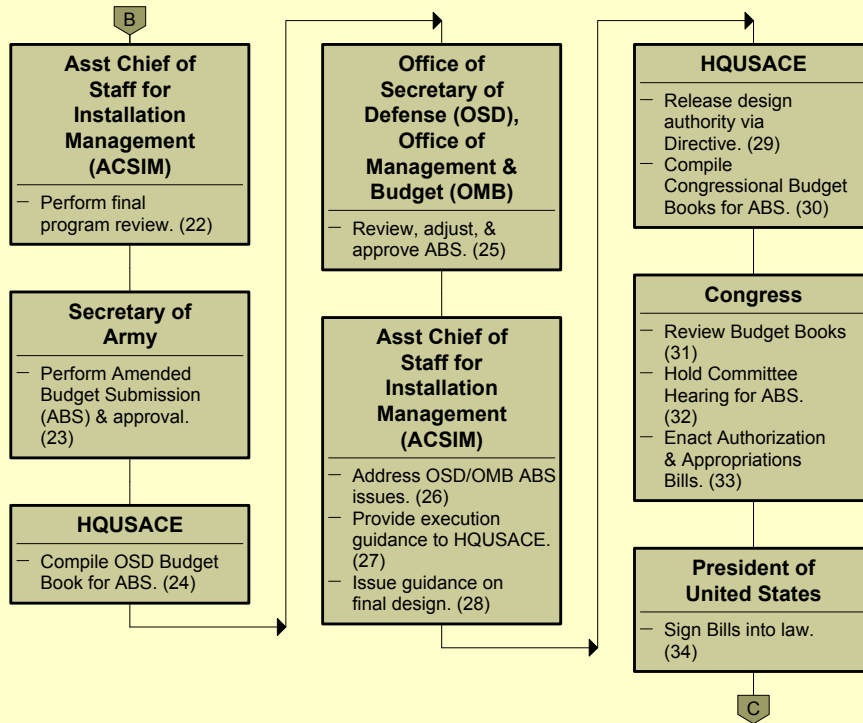 B
Asst Chief of
Staff for
Installation
Management
(ACSIM)
— Perform final
program review. (22)
Secretary of
Army
— Perform Amended
Budget Submission
(ABS) & approval.
(23)
HQUSACE
— Compile OSD Budget
Book for ABS. (24)
Office of
Secretary of
Defense (OSD),
Office of
Management &
Budget (OMB)
— Review, adjust, &
approve ABS. (25)
Asst Chief of
Staff for
Installation
Management
(ACSIM)
— Address OSD/OMB ABS
issues. (26)
— Provide execution
guidance to HQUSACE.
(27)
— Issue guidance on
final design. (28)
HQUSACE
— Release design
authority via
Directive. (29)
— Compile
Congressional Budget
Books for ABS. (30)
Congress
— Review Budget Books
(31)
— Hold Committee
Hearing for ABS.
(32)
— Enact Authorization
& Appropriations
Bills. (33)
President of
United States
— Sign Bills into law.
(34)
C